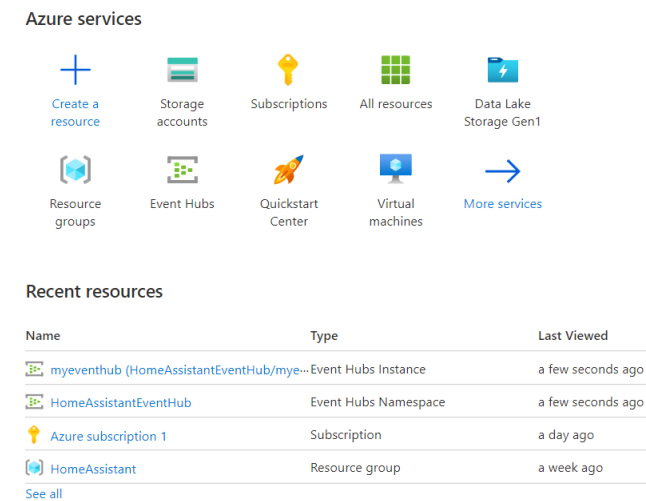 Azure services
Create a resource
Storage accounts
Subscriptions
All resources
Data Lake Storage Gen1
Resource groups
Event Hubs
Quickstart Center
Virtual machines
More services
Recent resources
Name Type Last Viewed
myeventhub (HomeAssistantEventHub/mye··· Event Hubs Instance a few seconds ago
HomeAssistantEventHub Event Hubs Namespace a few seconds ago
Azure subscription 1 Subscription a day ago
HomeAssistant Resource group a week ago
See all